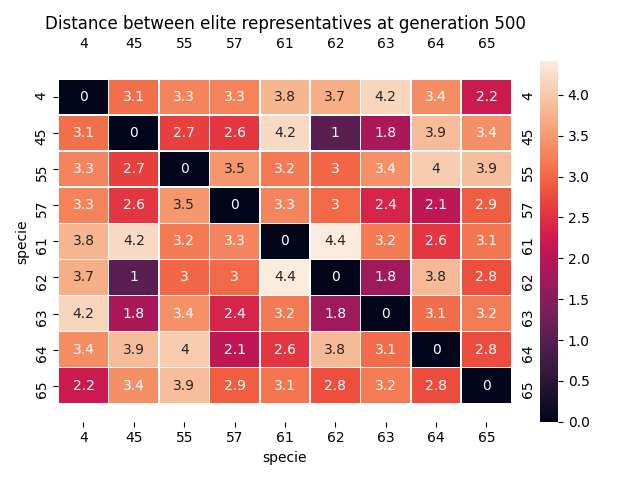 Distance between elite representatives at generation 500
4 45 55 57 61 62 63 64 65
4 0 3.1 3.3 3.3 3.8 3.7 4.2 3.4 2.2 4
45 3.1 0 2.7 2.6 4.2 1 1.8 3.9 3.4 45
55 3.3 2.7 0 3.5 3.2 3 3.4 4 3.9 55
57 3.3 2.6 3.5 0 3.3 3 2.4 2.1 2.9 57
61 3.8 4.2 3.2 3.3 0 4.4 3.2 2.6 3.1 61
62 3.7 1 3 3 4.4 0 1.8 3.8 2.8 62
63 4.2 1.8 3.4 2.4 3.2 1.8 0 3.1 3.2 63
64 3.4 3.9 4 2.1 2.6 3.8 3.1 0 2.8 64
65 2.2 3.4 3.9 2.9 3.1 2.8 3.2 2.8 0 65
4 45 55 57 61 62 63 64 65
specie
specie
4.0
3.5
3.0
2.5
2.0
1.5
1.0
0.5
0.0